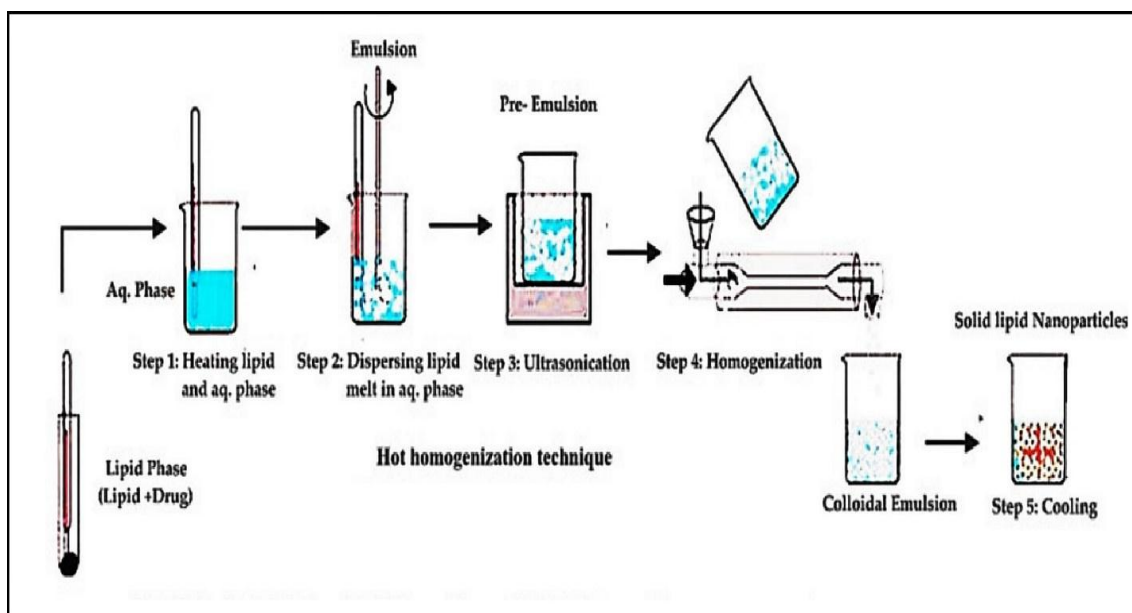 Emulsion
Pre- Emulsion
Aq. Phase
Step 1: Heating lipid
and aq. phase
Step 2: Dispersing lipid
melt in aq. phase
Step 3: Ultrasonication
Step 4: Homogenization
Solid lipid Nanoparticles
Lipid Phase
(Lipid +Drug)
Hot homogenization technique
Colloidal Emulsion
Step 5: Cooling